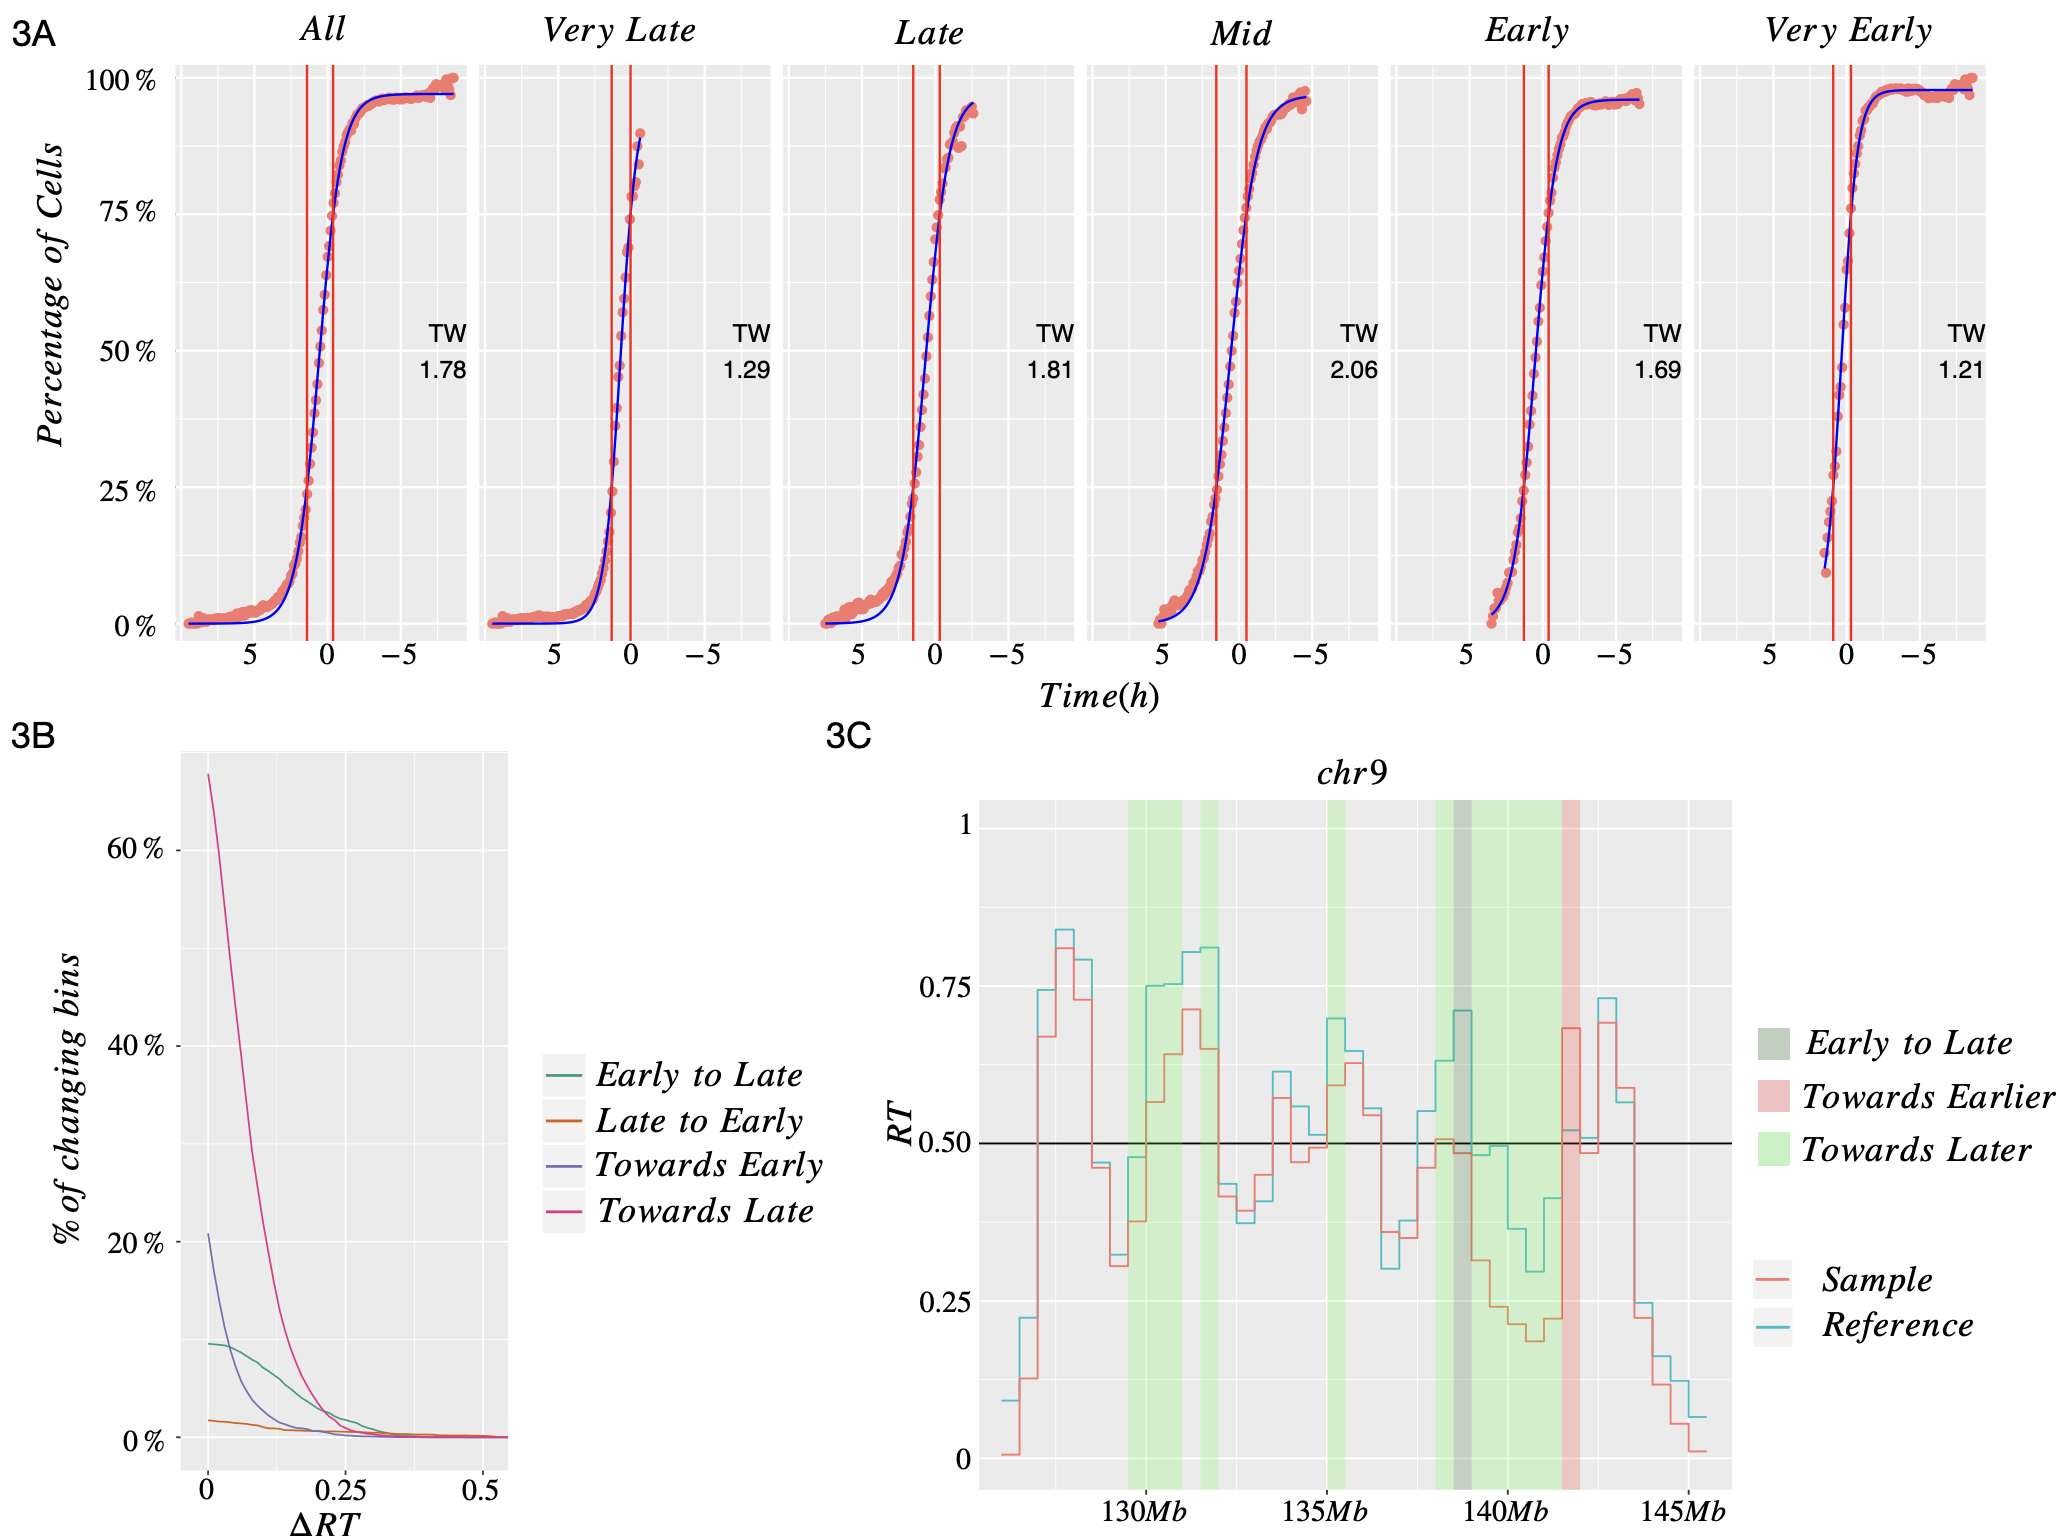 3A
All Very Late Late Mid Early Very Early
Percentage of Cells
100 %
75 %
50 %
25 %
0 %
TW
1.78
TW
1.29
TW
1.81
TW
2.06
TW
1.69
TW
1.21
5 0 −5 5 0 −5 5 0 −5 5 0 −5 5 0 −5 5 0 −5
Time(h)
3B
% of changing bins
60 %
40 %
20 %
0 %
0 0.25 0.5
ΔRT
Early to Late
Late to Early
Towards Early
Towards Late
3C
chr9
RT
1
0.75
0.50
0.25
0
130Mb 135Mb 140Mb 145Mb
Early to Late
Towards Earlier
Towards Later
Sample
Reference